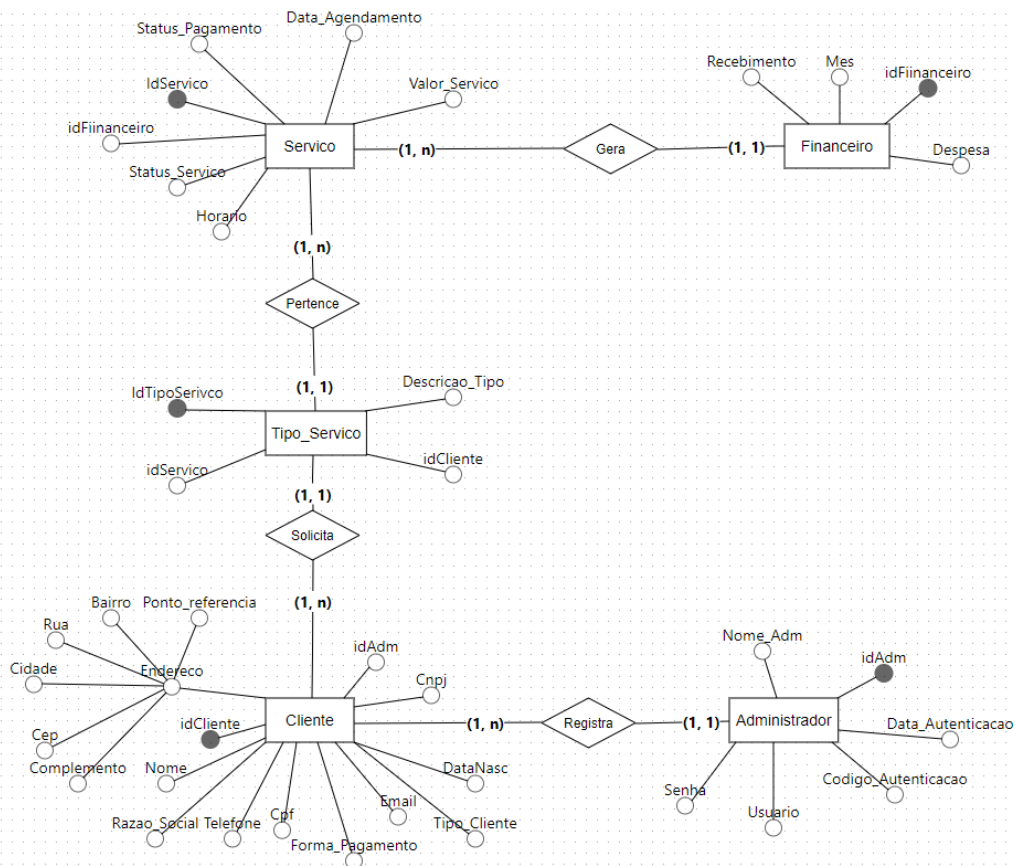 Data_Agendamento
Status_Pagamento
IdServico
Valor_Servico
idFiinanceiro
Status_Servico
Horario
Servico
(1, n)
Gera
(1, 1)
Financeiro
Recebimento
Mes
idFiinanceiro
Despesa
(1, n)
Pertence
(1, 1)
IdTipoSerivco
Descricao_Tipo
Tipo_Servico
idServico
idCliente
(1, 1)
Solicita
(1, n)
Bairro
Ponto_referencia
Rua
Cidade
Endereco
Cep
Complemento
idAdm
Cnpj
idCliente
Cliente
Nome
Razao_Social
Telefone
Cpf
Forma_Pagamento
Email
Tipo_Cliente
DataNasc
(1, n)
Registra
(1, 1)
Administrador
Nome_Adm
idAdm
Data_Autenticacao
Codigo_Autenticacao
Senha
Usuario